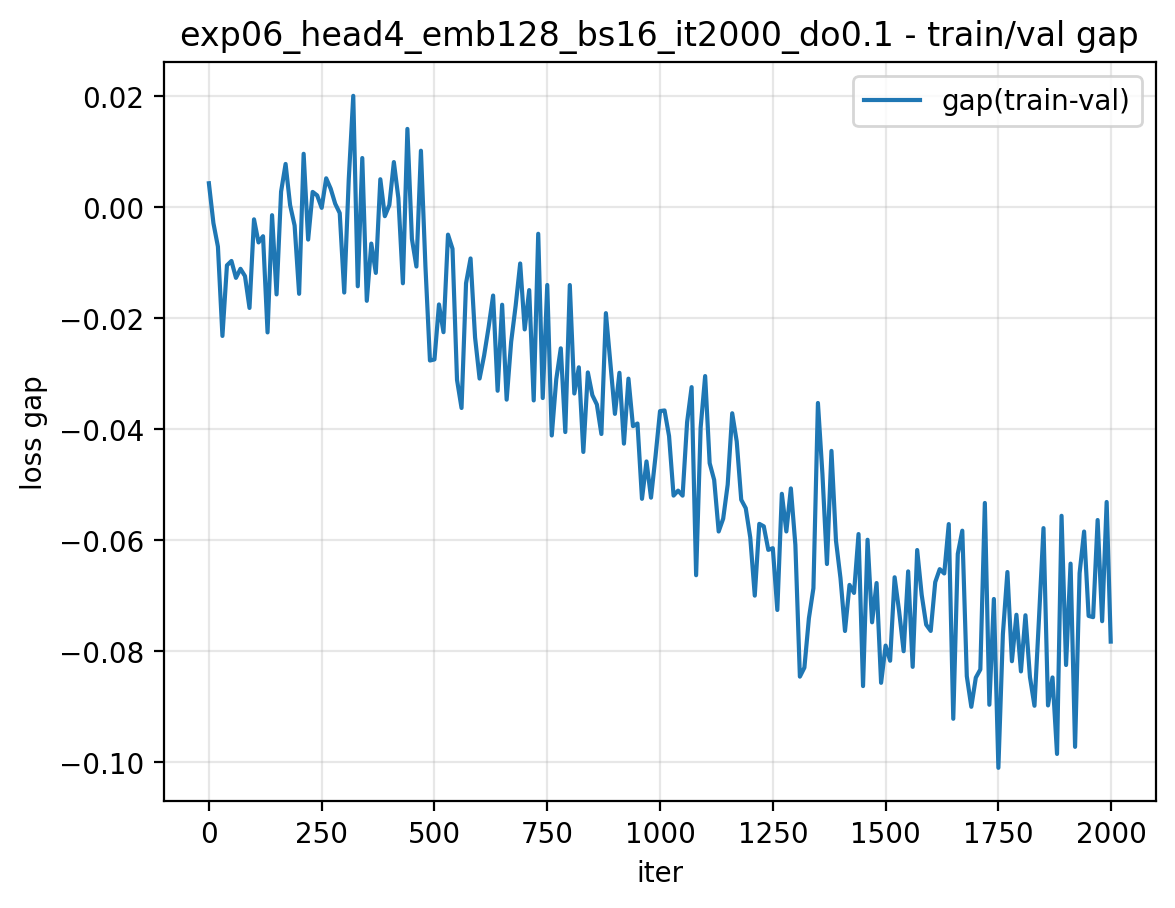 exp06_head4_emb128_bs16_it2000_do0.1 - train/val gap
gap(train-val)
0.02
0.00
−0.02
−0.04
−0.06
−0.08
−0.10
loss gap
0 250 500 750 1000 1250 1500 1750 2000
iter